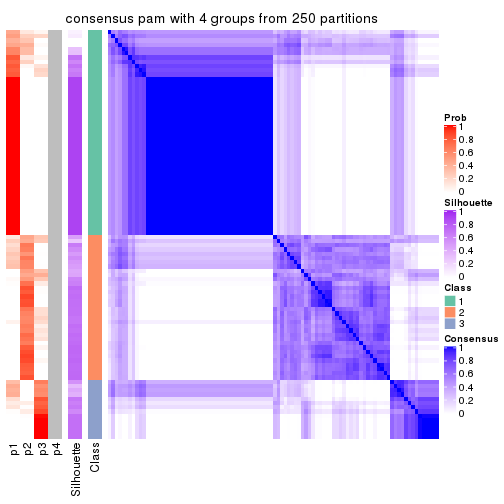 consensus pam with 4 groups from 250 partitions
Prob
1
0.8
0.6
0.4
0.2
0
Silhouette
1
0.8
0.6
0.4
0.2
0
Class
1
2
3
Consensus
1
0.8
0.6
0.4
0.2
0
p1
p2
p3
p4
Silhouette
Class